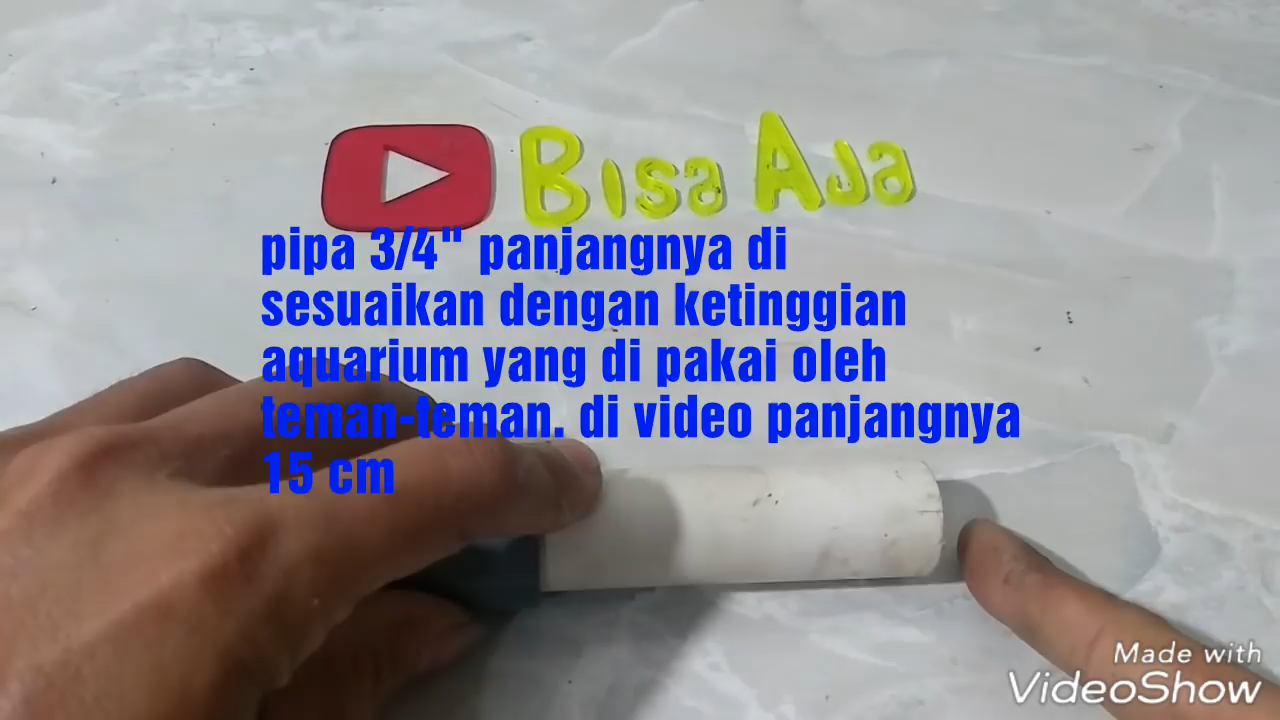 Bisa Aja
pipa 3/4" panjangnya di
sesuaikan dengan ketinggian
aquarium yang di pakai oleh
teman-teman. di video panjangnya
15 cm
Made with
VideoShow